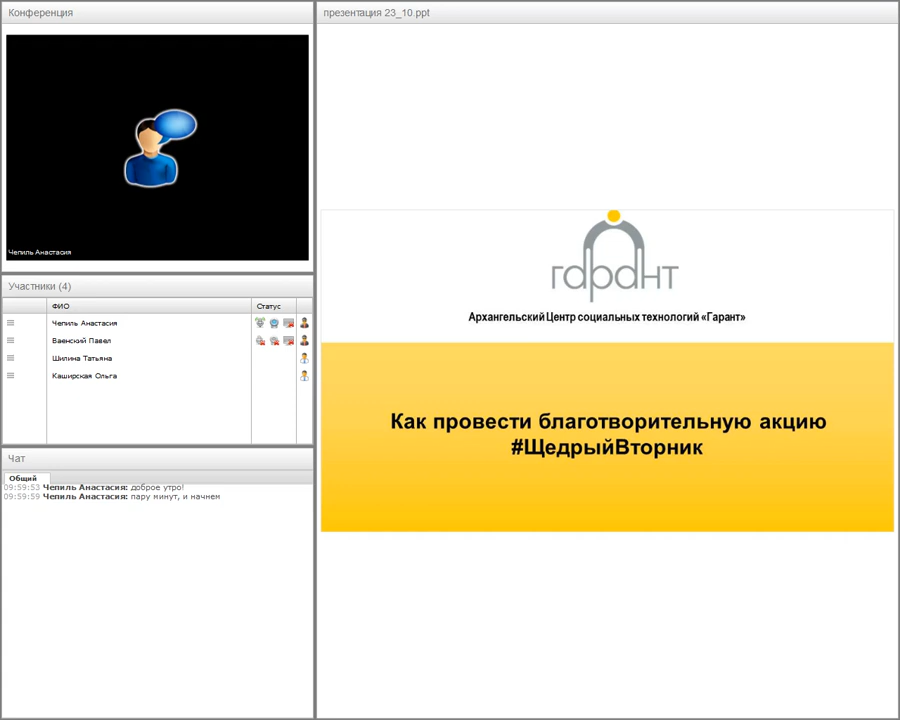 Конференция
Чепиль Анастасия
Участники (4)
ФИО
Статус
Чепиль Анастасия
Ваенский Павел
Шилина Татьяна
Каширская Ольга
Чат
Общий
09:59:53 Чепиль Анастасия: доброе утро!
09:59:59 Чепиль Анастасия: пару минут, и начнем
презентация 23_10.ppt
гарант
Архангельский Центр социальных технологий «Гарант»
Как провести благотворительную акцию
#ЩедрыйВторник